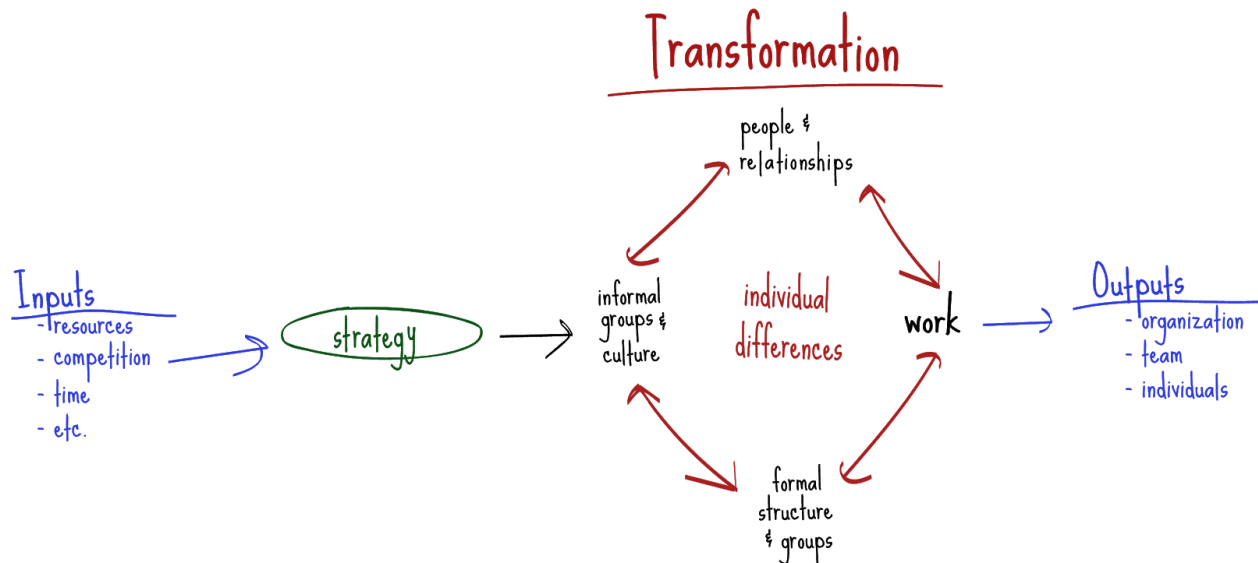 Transformation
people &
relationships
Inputs
- resources
- competition
- time
- etc.
strategy
informal
groups &
culture
individual
differences
work
Outputs
- organization
- team
- individuals
formal
structure
& groups